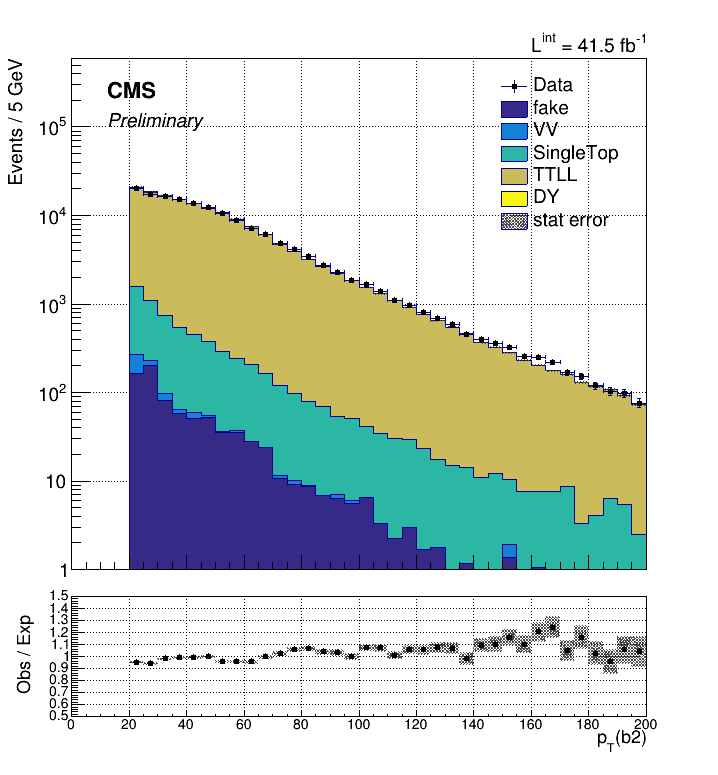 L^int = 41.5 fb^-1
Events / 5 GeV
CMS
Preliminary
Data
fake
VV
SingleTop
TTLL
DY
stat error
10^5
10^4
10^3
10^2
10
1
Obs / Exp
1.5
1.4
1.3
1.2
1.1
1
0.9
0.8
0.7
0.6
0.5
0 20 40 60 80 100 120 140 160 180 200
p_T(b2)